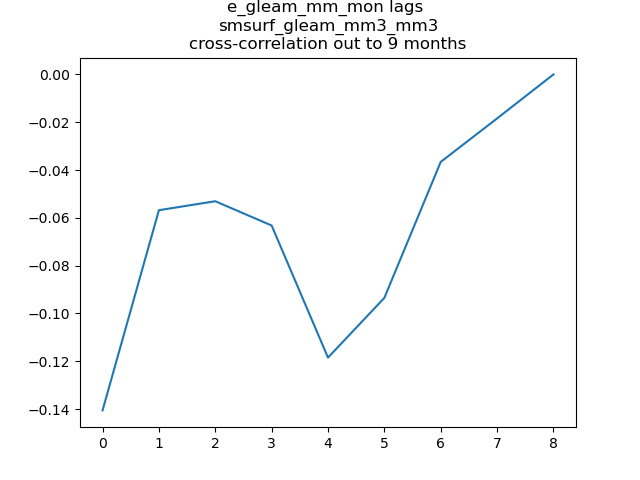 e_gleam_mm_mon lags
smsurf_gleam_mm3_mm3
cross-correlation out to 9 months
0.00
−0.02
−0.04
−0.06
−0.08
−0.10
−0.12
−0.14
0 1 2 3 4 5 6 7 8